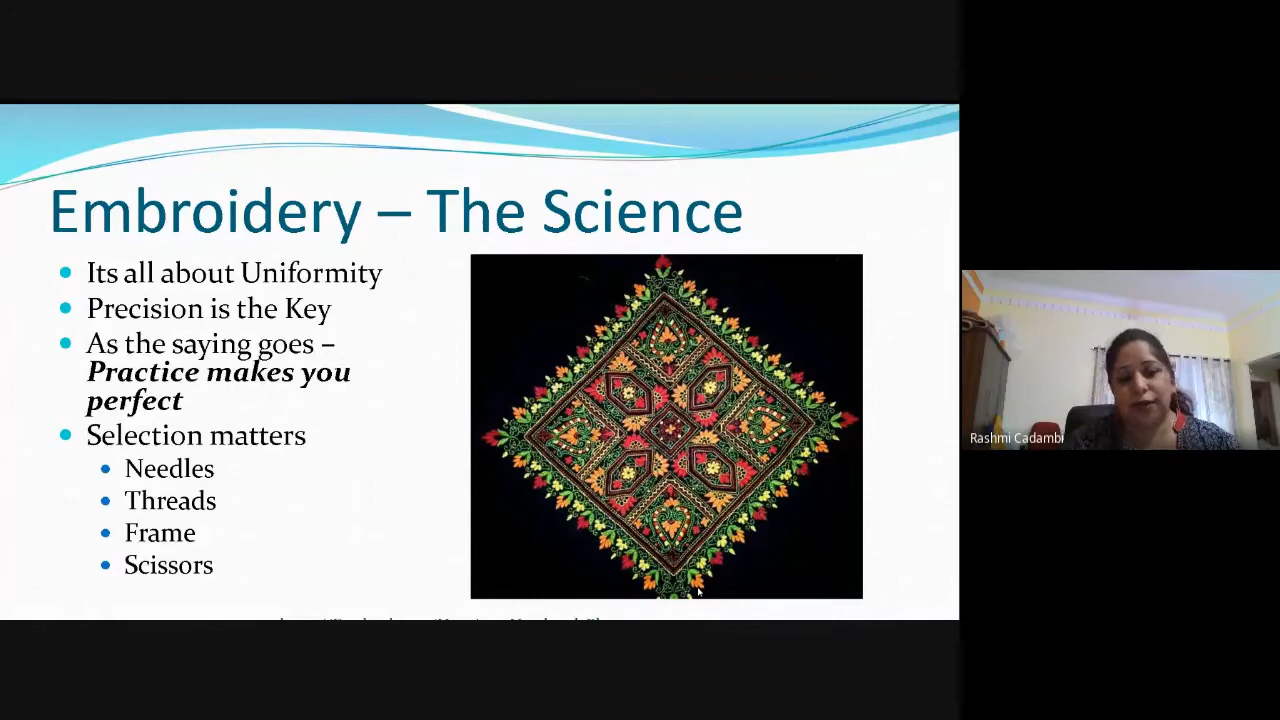 Embroidery – The Science
• Its all about Uniformity
• Precision is the Key
• As the saying goes –
Practice makes you
perfect
• Selection matters
• Needles
• Threads
• Frame
• Scissors
Rashmi Cadambi